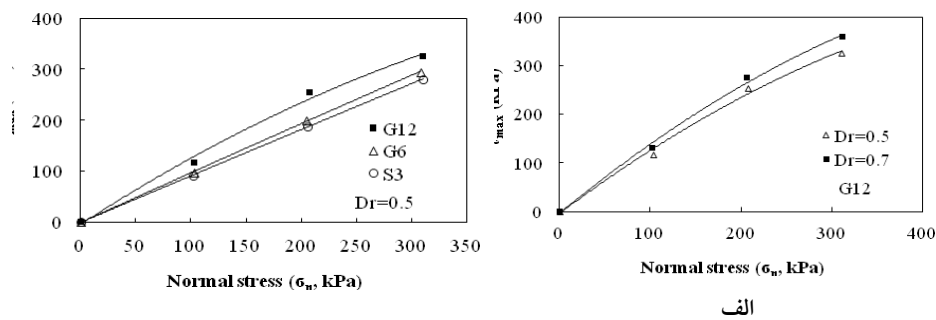 400
300
200
100
0
G12
G6
S3
Dr=0.5
0 50 100 150 200 250 300 350
Normal stress (σn, kPa)
400
300
200
100
0
max (kPa)
Dr=0.5
Dr=0.7
G12
0 100 200 300 400
Normal stress (σn, kPa)
الف